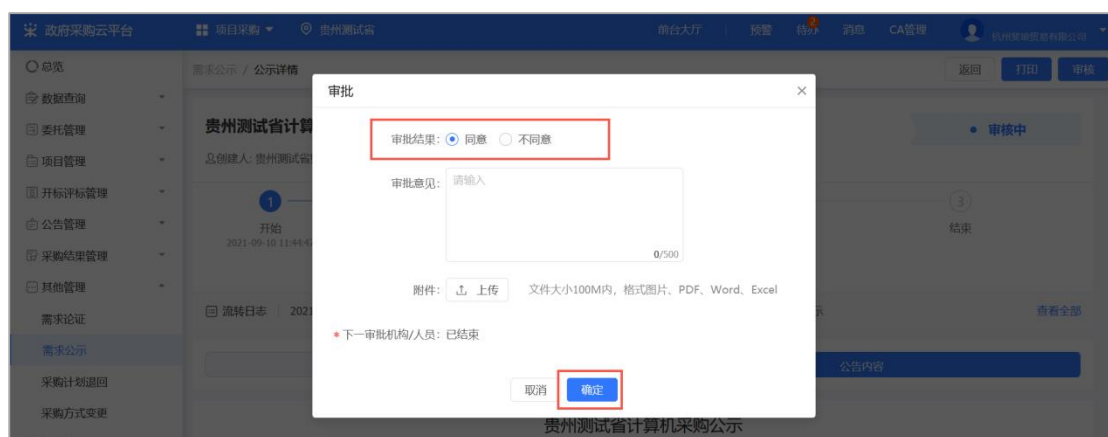 政府采购云平台 项目采购 贵州测试省 前台大厅 预警 待办 2 消息 CA管理
总览 需求公示 / 公示详情 返回 打印 审核
数据查询
委托管理
项目管理
开标评标管理
公告管理
采购结果管理
其他管理
需求论证
需求公示
采购计划退回
采购方式变更
贵州测试省计算 审核中
创建人: 贵州测试省
1 3
开始 结束
2021-09-10 11:44:4
流转日志 2021 示 查看全部
公告内容
贵州测试省计算机采购公示
审批
审批结果: 同意 不同意
审批意见: 请输入
0/500
附件: 上传 文件大小100M内，格式图片、PDF、Word、Excel
* 下一审批机构/人员: 已结束
取消 确定